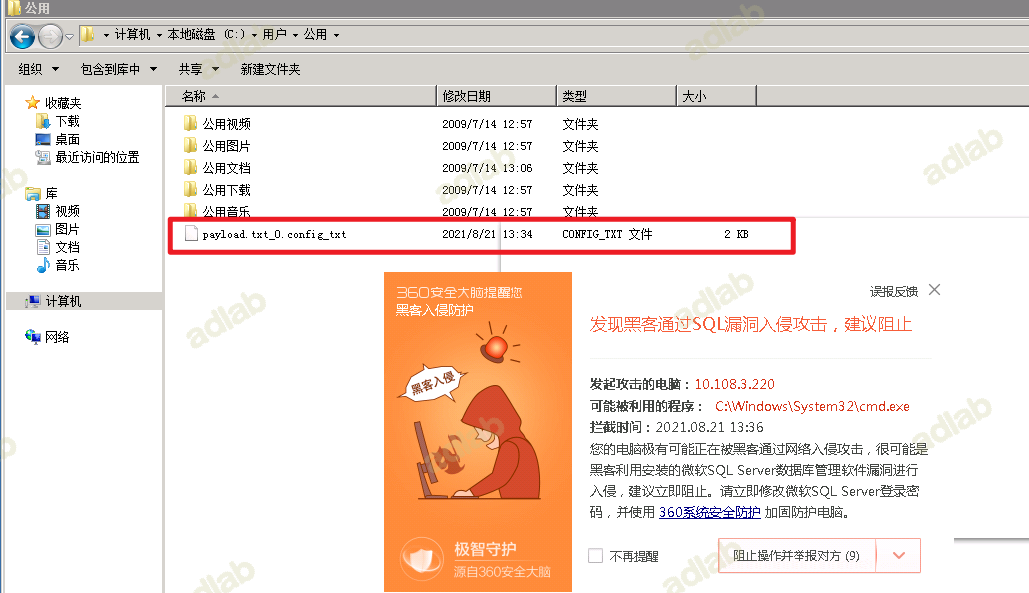 公用
计算机 本地磁盘 (C:) 用户 公用
组织 包含到库中 共享 新建文件夹
名称 修改日期 类型 大小
收藏夹
下载
桌面
最近访问的位置
库
视频
图片
文档
音乐
计算机
网络
公用视频 2009/7/14 12:57 文件夹
公用图片 2009/7/14 12:57 文件夹
公用文档 2009/7/14 13:06 文件夹
公用下载 2009/7/14 12:57 文件夹
公用音乐 2009/7/14 12:57 文件夹
payload.txt_0.config_txt 2021/8/21 13:34 CONFIG_TXT 文件 2 KB
360安全大脑提醒您
黑客入侵防护
黑客入侵
极智守护
源自360安全大脑
误报反馈
发现黑客通过SQL漏洞入侵攻击，建议阻止
发起攻击的电脑：10.108.3.220
可能被利用的程序： C:\Windows\System32\cmd.exe
拦截时间：2021.08.21 13:36
您的电脑极有可能正在被黑客通过网络入侵攻击，很可能是
黑客利用安装的微软SQL Server数据库管理软件漏洞进行
入侵，建议立即阻止。请立即修改微软SQL Server登录密
码，并使用 360系统安全防护 加固防护电脑。
不再提醒
阻止操作并举报对方 (9)
adlab
adlab
adlab
adlab
adlab
adlab
adlab
adlab
adlab